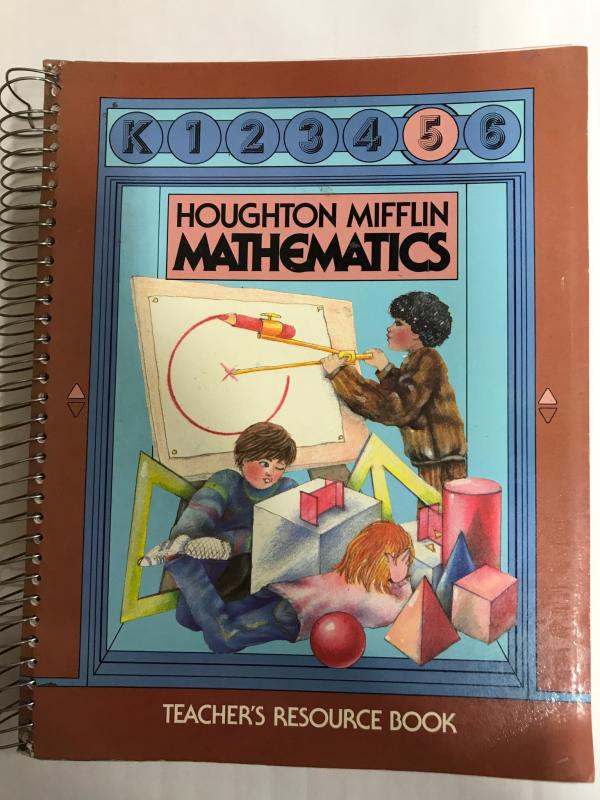 K 1 2 3 4 5 6
HOUGHTON MIFFLIN
MATHEMATICS
TEACHER'S RESOURCE BOOK